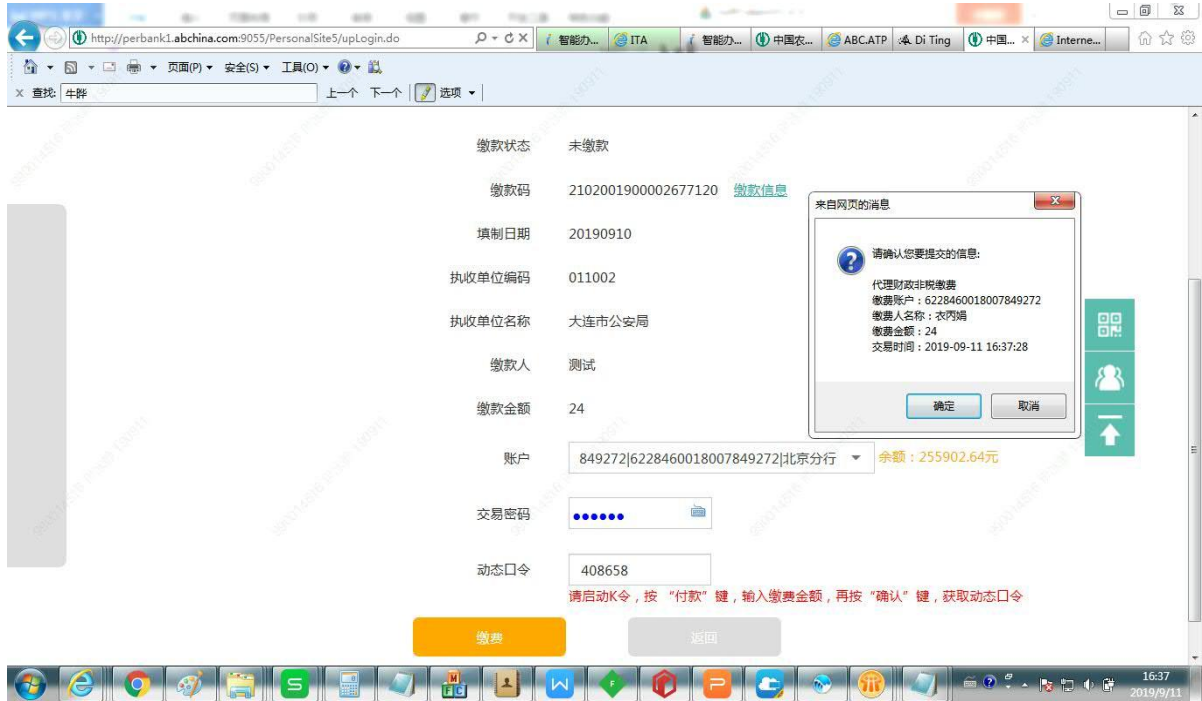 http://perbank1.abchina.com:9055/PersonalSite5/upLogin.do
智能办...
ITA
智能办...
中国农...
ABC.ATP
Di Ting
中国...
Interne...
页面(P)
安全(S)
工具(O)
查找:
牛晔
上一个
下一个
选项
缴款状态
未缴款
缴款码
2102001900002677120
缴款信息
填制日期
20190910
执收单位编码
011002
执收单位名称
大连市公安局
缴款人
测试
缴款金额
24
账户
849272|6228460018007849272|北京分行
余额：255902.64元
交易密码
动态口令
408658
请启动K令，按 “付款” 键，输入缴费金额，再按 “确认” 键，获取动态口令
缴费
返回
来自网页的消息
请确认您要提交的信息:
代理财政非税缴费
缴费账户：6228460018007849272
缴费人名称：衣丙娟
缴费金额：24
交易时间：2019-09-11 16:37:28
确定
取消
16:37
2019/9/11